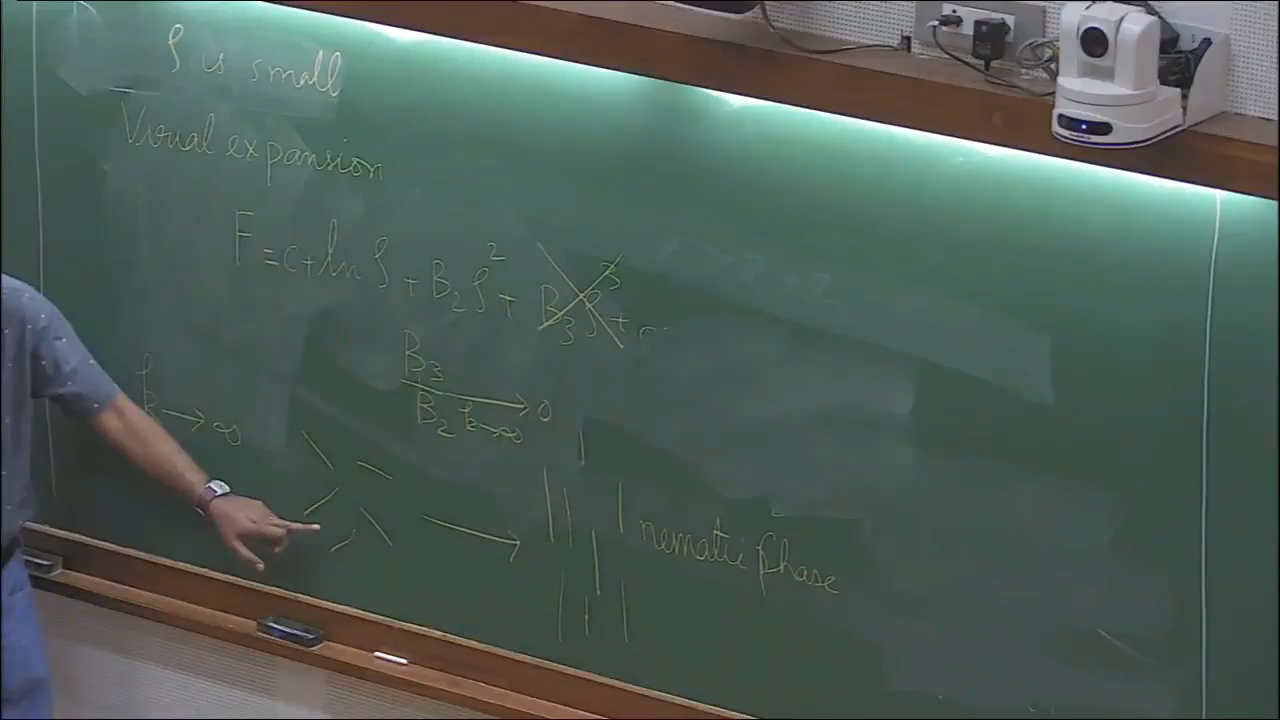 ρ is small
Virial expansion
F = c + ln ρ + B₂ρ² + B₃ρ³ +
k → ∞
B₃/B₂ → 0
k→∞
nematic phase